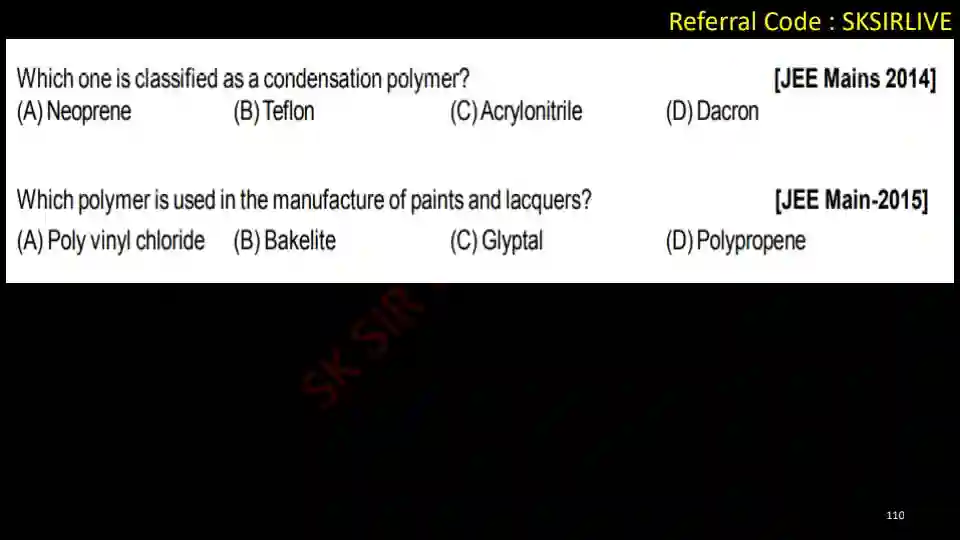 Referral Code : SKSIRLIVE
Which one is classified as a condensation polymer? [JEE Mains 2014]
(A) Neoprene (B) Teflon (C) Acrylonitrile (D) Dacron
Which polymer is used in the manufacture of paints and lacquers? [JEE Main-2015]
(A) Poly vinyl chloride (B) Bakelite (C) Glyptal (D) Polypropene
SK SIR
110